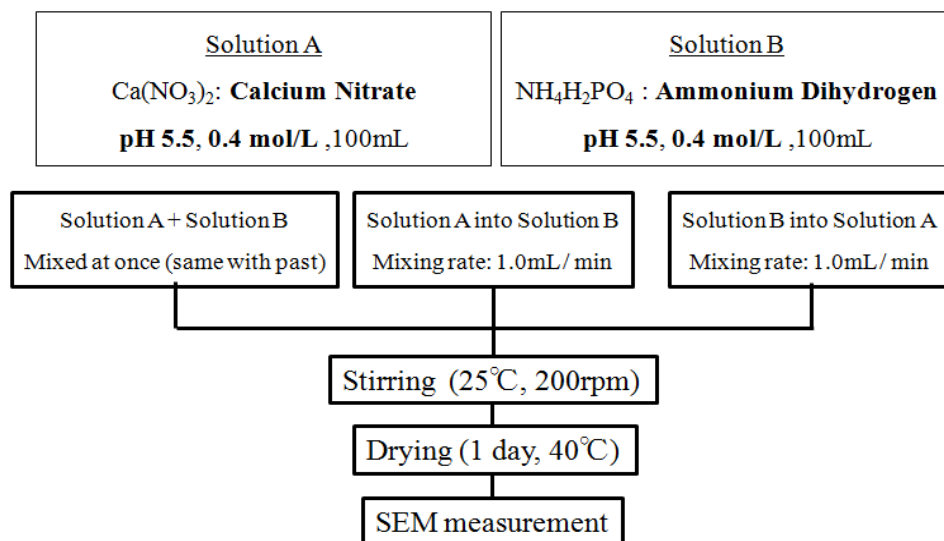 Solution A
Ca(NO₃)₂: Calcium Nitrate
pH 5.5, 0.4 mol/L ,100mL
Solution B
NH₄H₂PO₄ : Ammonium Dihydrogen
pH 5.5, 0.4 mol/L ,100mL
Solution A + Solution B
Mixed at once (same with past)
Solution A into Solution B
Mixing rate: 1.0mL / min
Solution B into Solution A
Mixing rate: 1.0mL / min
Stirring (25℃, 200rpm)
Drying (1 day, 40℃)
SEM measurement